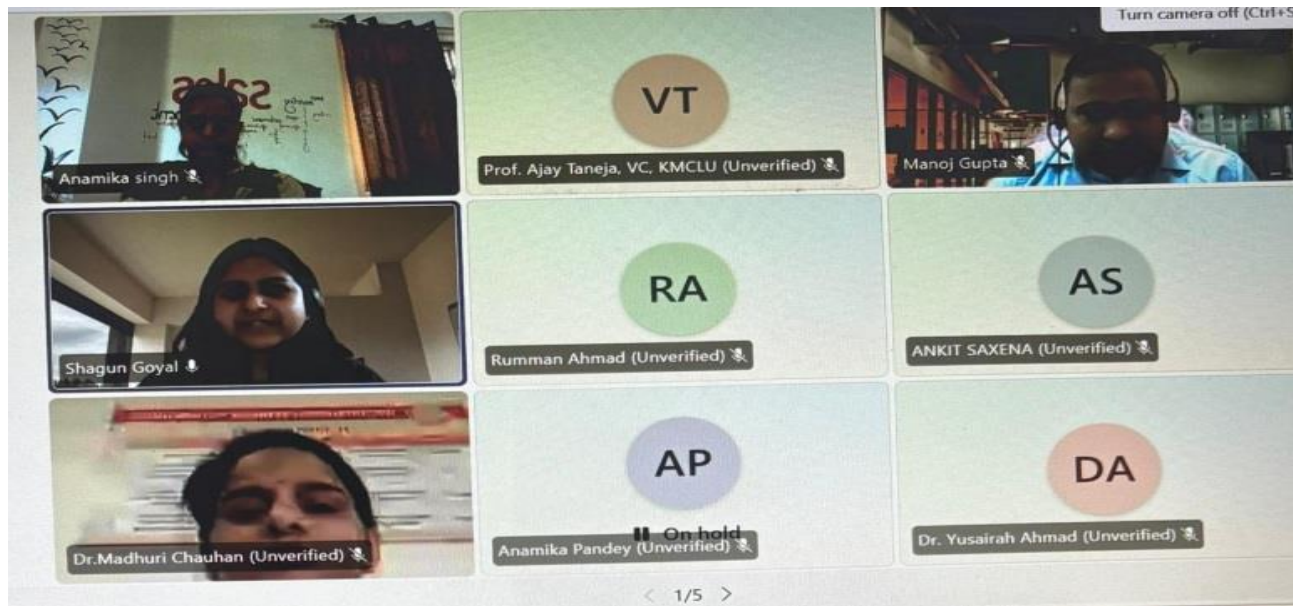 Turn camera off (Ctrl+S
sales
Anamika singh
VT
Prof. Ajay Taneja, VC, KMCLU (Unverified)
Manoj Gupta
Shagun Goyal
RA
Rumman Ahmad (Unverified)
AS
ANKIT SAXENA (Unverified)
Dr.Madhuri Chauhan (Unverified)
AP
On hold
Anamika Pandey (Unverified)
DA
Dr. Yusairah Ahmad (Unverified)
1/5